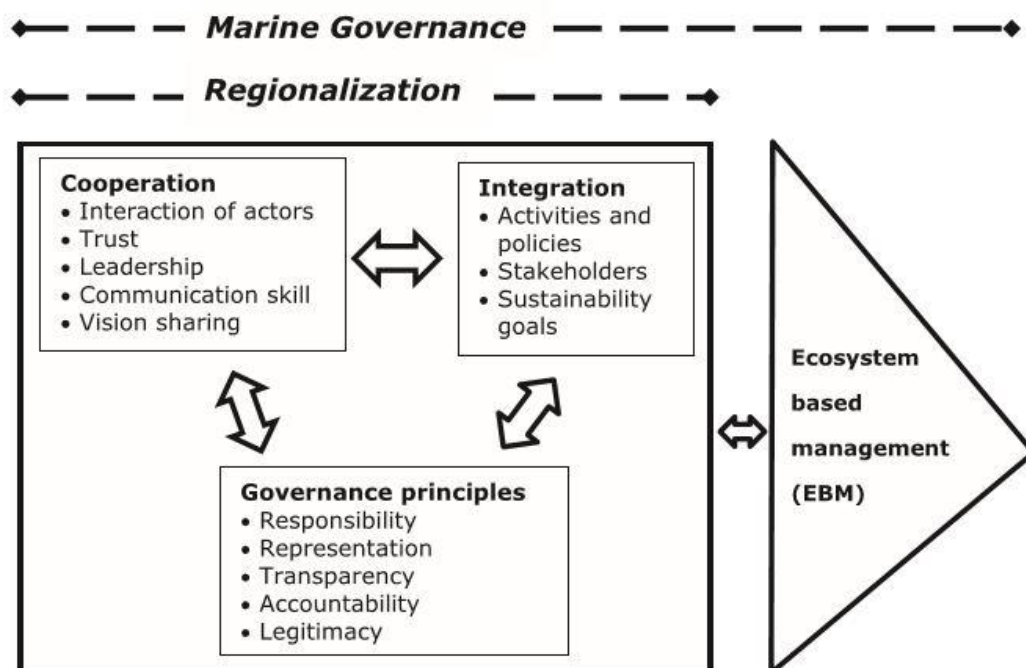 Marine Governance
Regionalization
Cooperation
• Interaction of actors
• Trust
• Leadership
• Communication skill
• Vision sharing
Integration
• Activities and
policies
• Stakeholders
• Sustainability
goals
Governance principles
• Responsibility
• Representation
• Transparency
• Accountability
• Legitimacy
Ecosystem
based
management
(EBM)